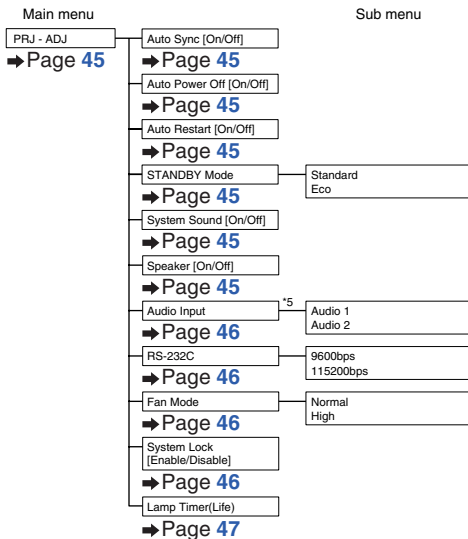 Main menu
Sub menu
PRJ - ADJ
➡Page 45
Auto Sync [On/Off]
➡Page 45
Auto Power Off [On/Off]
➡Page 45
Auto Restart [On/Off]
➡Page 45
STANDBY Mode
Standard
Eco
➡Page 45
System Sound [On/Off]
➡Page 45
Speaker [On/Off]
➡Page 45
Audio Input
*5
Audio 1
Audio 2
➡Page 46
RS-232C
9600bps
115200bps
➡Page 46
Fan Mode
Normal
High
➡Page 46
System Lock
[Enable/Disable]
➡Page 46
Lamp Timer(Life)
➡Page 47